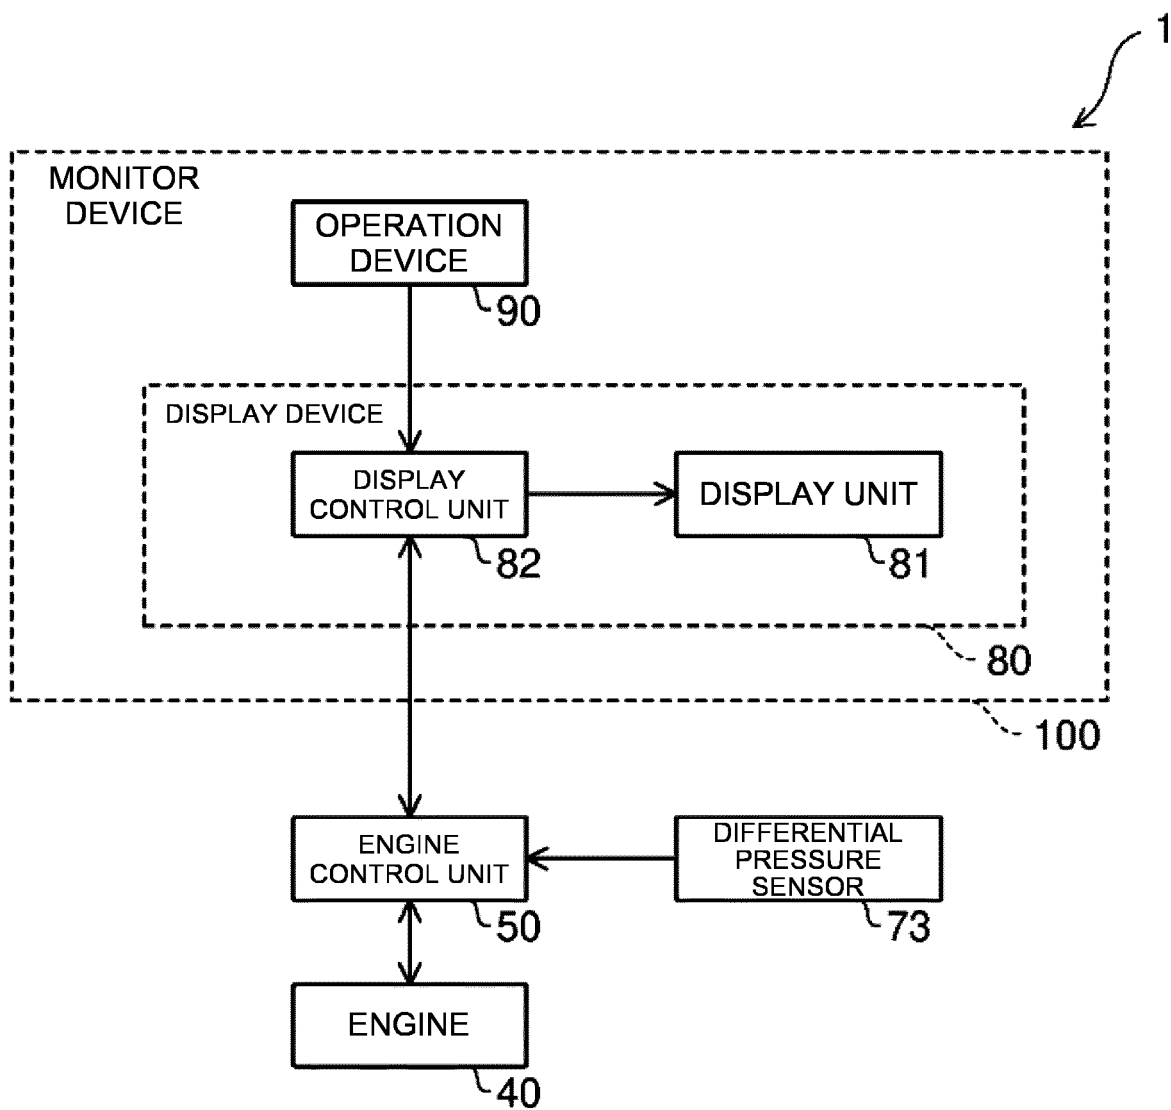 1
MONITOR
DEVICE
OPERATION
DEVICE
90
DISPLAY DEVICE
DISPLAY
CONTROL UNIT
82
DISPLAY UNIT
81
80
100
ENGINE
CONTROL UNIT
50
DIFFERENTIAL
PRESSURE
SENSOR
73
ENGINE
40